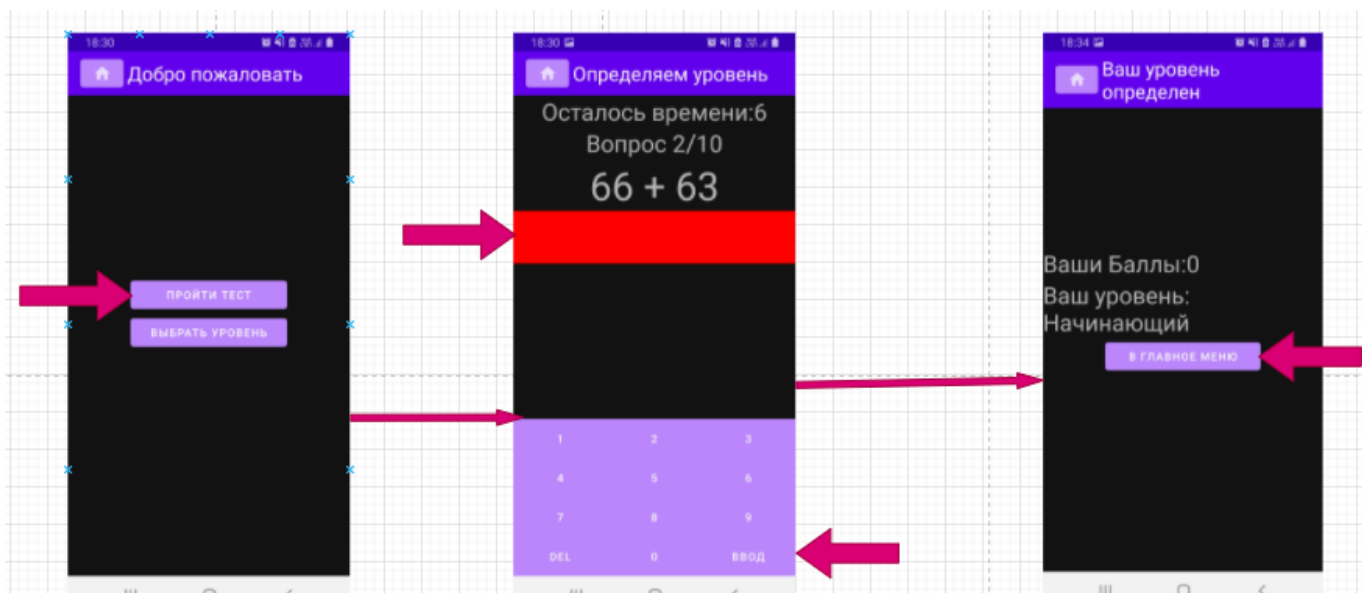 18:30
Добро пожаловать
ПРОЙТИ ТЕСТ
ВЫБРАТЬ УРОВЕНЬ
18:30
Определяем уровень
Осталось времени:6
Вопрос 2/10
66 + 63
1 2 3
4 5 6
7 8 9
DEL 0 ВВОД
18:34
Ваш уровень
определен
Ваши Баллы:0
Ваш уровень:
Начинающий
В ГЛАВНОЕ МЕНЮ